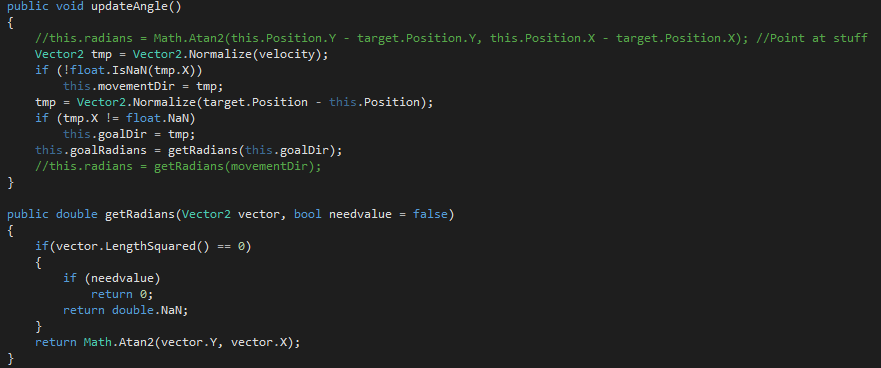 public void updateAngle()
{
    //this.radians = Math.Atan2(this.Position.Y - target.Position.Y, this.Position.X - target.Position.X); //Point at stuff
    Vector2 tmp = Vector2.Normalize(velocity);
    if (!float.IsNaN(tmp.X))
        this.movementDir = tmp;
    tmp = Vector2.Normalize(target.Position - this.Position);
    if (tmp.X != float.NaN)
        this.goalDir = tmp;
    this.goalRadians = getRadians(this.goalDir);
    //this.radians = getRadians(movementDir);
}

public double getRadians(Vector2 vector, bool needvalue = false)
{
    if(vector.LengthSquared() == 0)
    {
        if (needvalue)
            return 0;
        return double.NaN;
    }
    return Math.Atan2(vector.Y, vector.X);
}